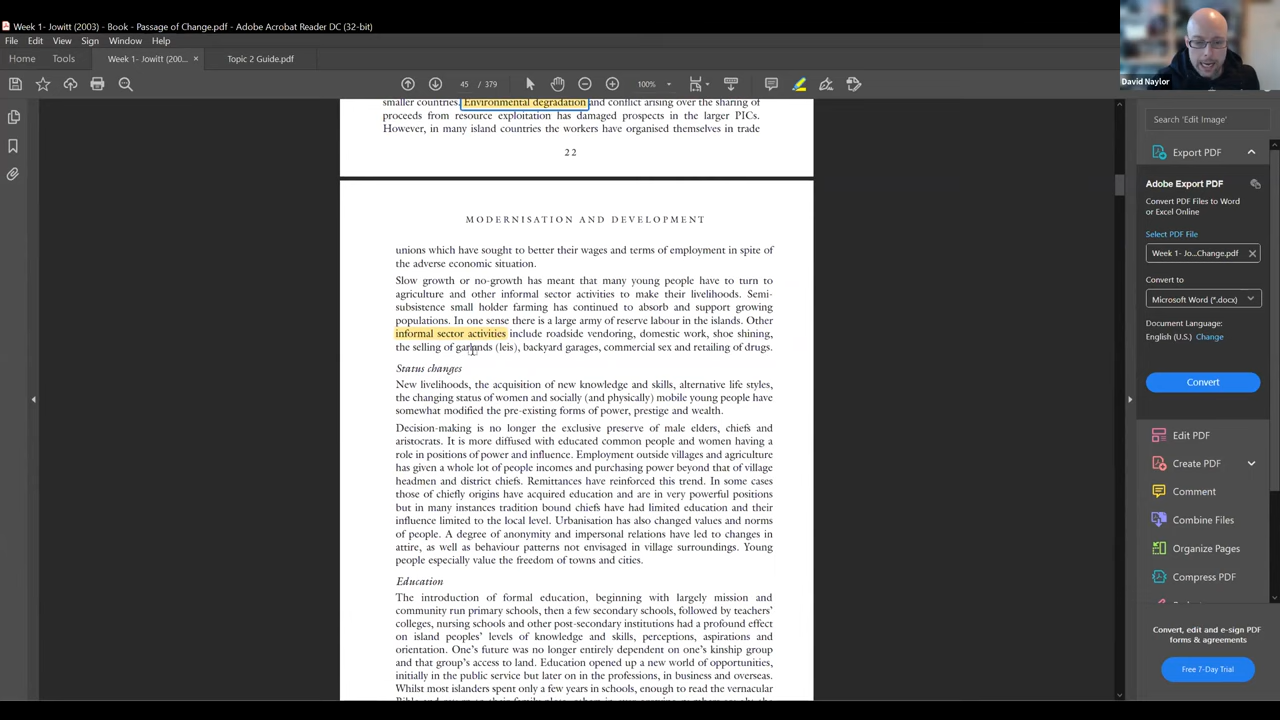 Week 1- Jowitt (2003) - Book - Passage of Change.pdf - Adobe Acrobat Reader DC (32-bit)
File Edit View Sign Window Help
Home Tools Week 1- Jowitt (200... × Topic 2 Guide.pdf
45 / 379 100%
David Naylor
smaller countries. Environmental degradation and conflict arising over the sharing of
proceeds from resource exploitation has damaged prospects in the larger PICs.
However, in many island countries the workers have organised themselves in trade
22
MODERNISATION AND DEVELOPMENT
unions which have sought to better their wages and terms of employment in spite of
the adverse economic situation.
Slow growth or no-growth has meant that many young people have to turn to
agriculture and other informal sector activities to make their livelihoods. Semi-
subsistence small holder farming has continued to absorb and support growing
populations. In one sense there is a large army of reserve labour in the islands. Other
informal sector activities include roadside vendoring, domestic work, shoe shining,
the selling of garlands (leis), backyard garages, commercial sex and retailing of drugs.
Status changes
New livelihoods, the acquisition of new knowledge and skills, alternative life styles,
the changing status of women and socially (and physically) mobile young people have
somewhat modified the pre-existing forms of power, prestige and wealth.
Decision-making is no longer the exclusive preserve of male elders, chiefs and
aristocrats. It is more diffused with educated common people and women having a
role in positions of power and influence. Employment outside villages and agriculture
has given a whole lot of people incomes and purchasing power beyond that of village
headmen and district chiefs. Remittances have reinforced this trend. In some cases
those of chiefly origins have acquired education and are in very powerful positions
but in many instances tradition bound chiefs have had limited education and their
influence limited to the local level. Urbanisation has also changed values and norms
of people. A degree of anonymity and impersonal relations have led to changes in
attire, as well as behaviour patterns not envisaged in village surroundings. Young
people especially value the freedom of towns and cities.
Education
The introduction of formal education, beginning with largely mission and
community run primary schools, then a few secondary schools, followed by teachers'
colleges, nursing schools and other post-secondary institutions had a profound effect
on island peoples' levels of knowledge and skills, perceptions, aspirations and
orientation. One's future was no longer entirely dependent on one's kinship group
and that group's access to land. Education opened up a new world of opportunities,
initially in the public service but later on in the professions, in business and overseas.
Whilst most islanders spent only a few years in schools, enough to read the vernacular
Search 'Edit Image'
Export PDF
Adobe Export PDF
Convert PDF Files to Word
or Excel Online
Select PDF File
Week 1- Jo...Change.pdf ×
Convert to
Microsoft Word (*.docx)
Document Language:
English (U.S.) Change
Convert
Edit PDF
Create PDF
Comment
Combine Files
Organize Pages
Compress PDF
Convert, edit and e-sign PDF
forms & agreements
Free 7-Day Trial